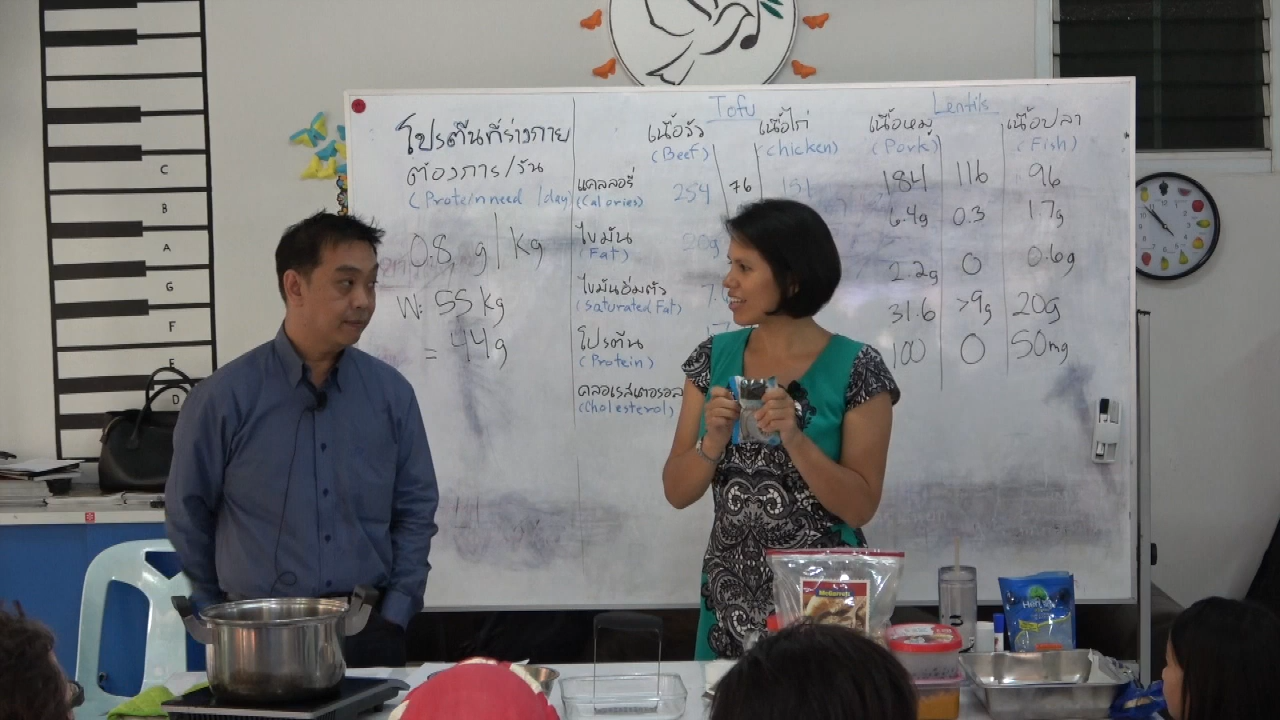 Tofu Lentils
โปรตีนที่ร่างกาย
ต้องการ/วัน
(Protein need /day)
0.8 g/Kg
W: 55 kg
= 44g
เนื้อวัว เนื้อไก่ เนื้อหมู เนื้อปลา
(Beef) (chicken) (Pork) (Fish)
แคลลอรี่ 254 76 151 184 116 96
(Calories)
ไขมัน 20g 6.4g 0.3 1.7g
(Fat)
ไขมันอิ่มตัว 2.2g 0 0.6g
(Saturated Fat)
โปรตีน 31.6 >9g 20g
(Protein)
คลอเรสเตอรอล 100 0 50mg
(Cholesterol)
C
B
A
G
F
E
D